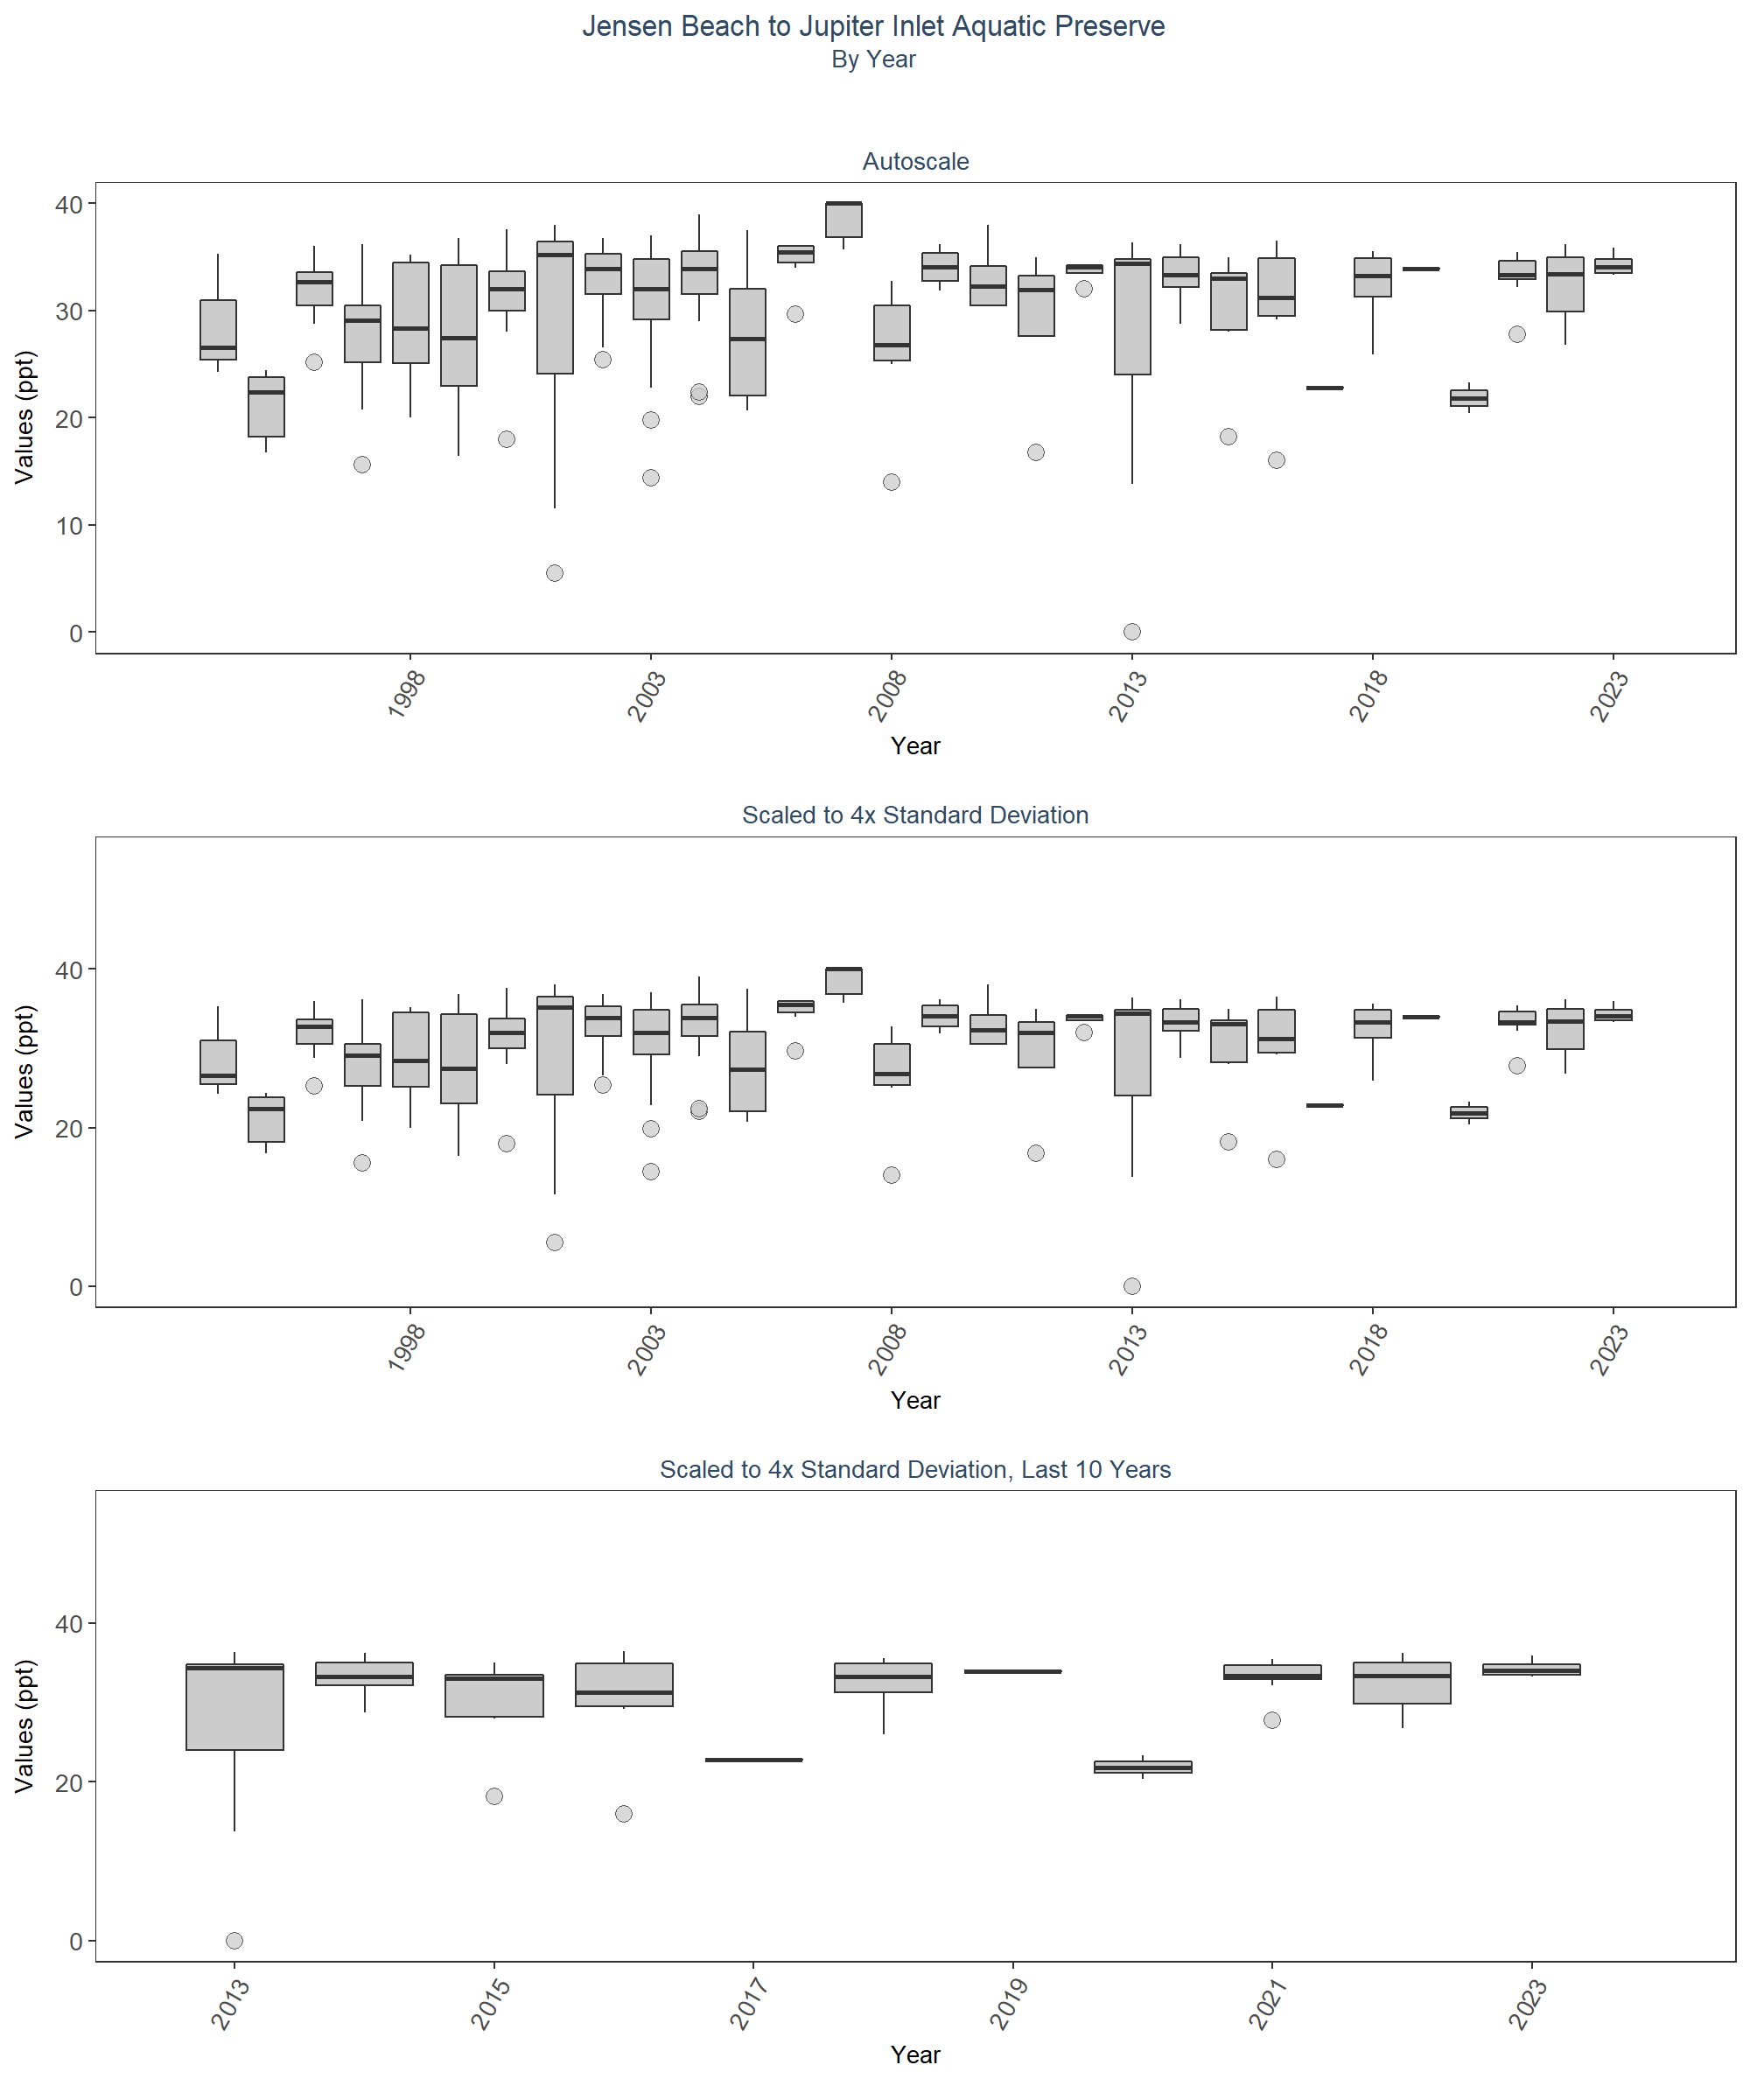 Jensen Beach to Jupiter Inlet Aquatic Preserve
By Year
Autoscale
Values (ppt)
40
30
20
10
0
1998
2003
2008
2013
2018
2023
Year
Scaled to 4x Standard Deviation
Values (ppt)
40
20
0
1998
2003
2008
2013
2018
2023
Year
Scaled to 4x Standard Deviation, Last 10 Years
Values (ppt)
40
20
0
2013
2015
2017
2019
2021
2023
Year